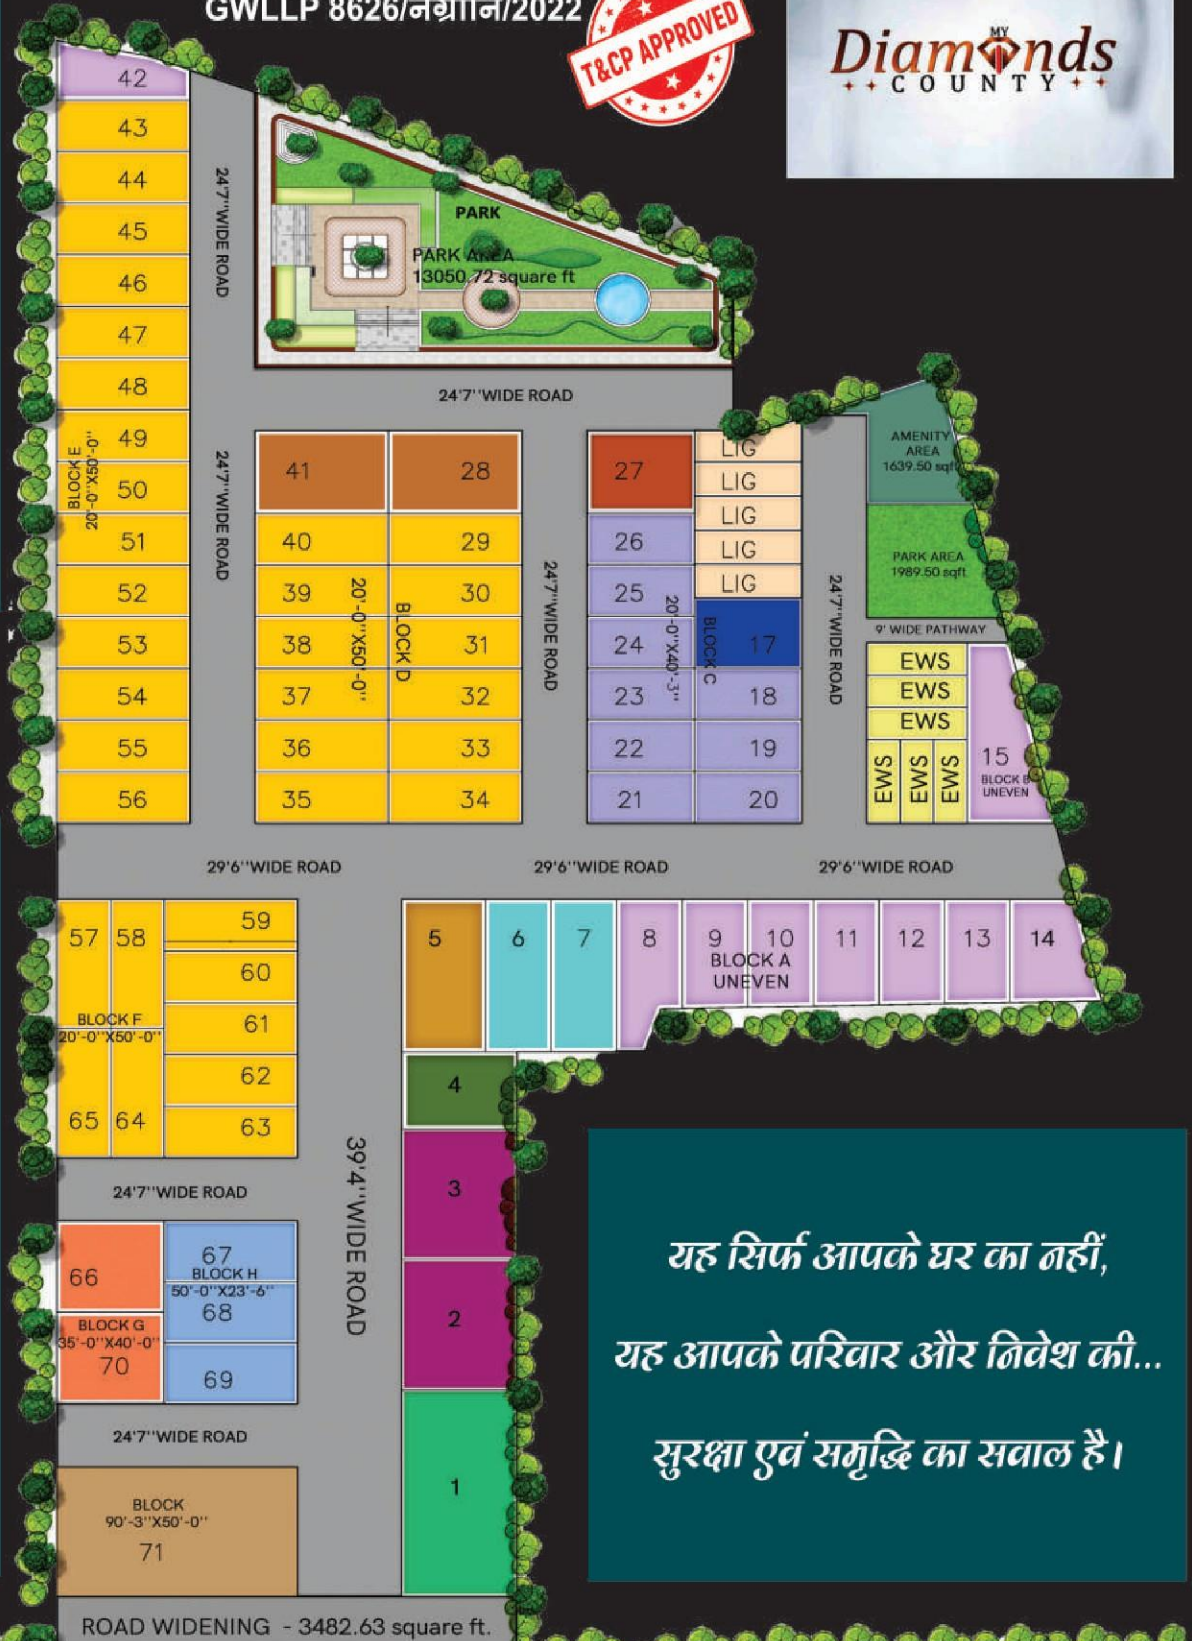 GWLLP 8626/नग्रानि/2022
T&CP APPROVED
MY
Diamonds
COUNTY
42
43
44
45
46
47
48
49
50
51
52
53
54
55
56
BLOCK E
20'-0''X50'-0''
24'7''WIDE ROAD
24'7''WIDE ROAD
PARK
PARK AREA
13050.72 square ft
24'7''WIDE ROAD
41
28
40
29
39
30
38
31
37
32
36
33
35
34
20'-0''X50'-0''
BLOCK D
24'7''WIDE ROAD
27
26
25
24
23
22
21
20'-0''X40'-3''
BLOCK C
LIG
LIG
LIG
LIG
LIG
17
18
19
20
24'7''WIDE ROAD
AMENITY
AREA
1639.50 sqft
PARK AREA
1989.50 sqft
9' WIDE PATHWAY
EWS
EWS
EWS
EWS
EWS
EWS
15
BLOCK B
UNEVEN
29'6''WIDE ROAD
29'6''WIDE ROAD
29'6''WIDE ROAD
57
58
59
60
61
62
63
BLOCK F
20'-0''X50'-0''
65
64
5
6
7
8
9
10
11
12
13
14
BLOCK A
UNEVEN
4
3
2
1
39'4''WIDE ROAD
24'7''WIDE ROAD
66
67
BLOCK H
50'-0''X23'-6''
68
69
BLOCK G
35'-0''X40'-0''
70
24'7''WIDE ROAD
BLOCK
90'-3''X50'-0''
71
ROAD WIDENING - 3482.63 square ft.
यह सिर्फ आपके घर का नहीं,
यह आपके परिवार और निवेश की...
सुरक्षा एवं समृद्धि का सवाल है।